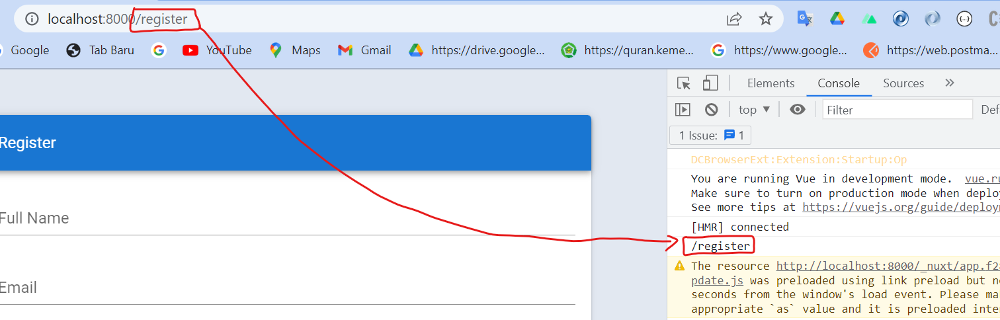 localhost:8000/register
Google Tab Baru YouTube Maps Gmail https://drive.google... https://quran.keme... https://www.google... https://web.postma...
Elements Console Sources »
top Filter Def
1 Issue: 1
Register
DCBrowserExt:Extension:Startup:Op
You are running Vue in development mode. vue.ru
Make sure to turn on production mode when deploy
See more tips at https://vuejs.org/guide/deploym
[HMR] connected
/register
The resource http://localhost:8000/_nuxt/app.f28
pdate.js was preloaded using link preload but no
seconds from the window's load event. Please ma
appropriate `as` value and it is preloaded inte
Full Name
Email